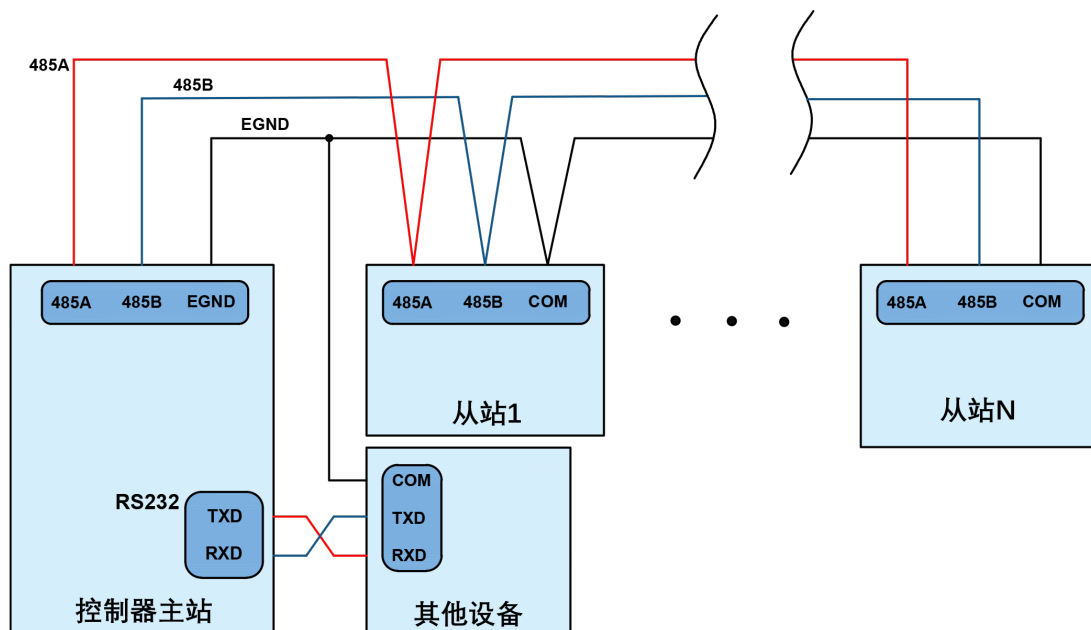 485A
485B
EGND
485A 485B EGND
485A 485B COM
485A 485B COM
从站1
从站N
RS232
TXD
RXD
COM
TXD
RXD
控制器主站
其他设备